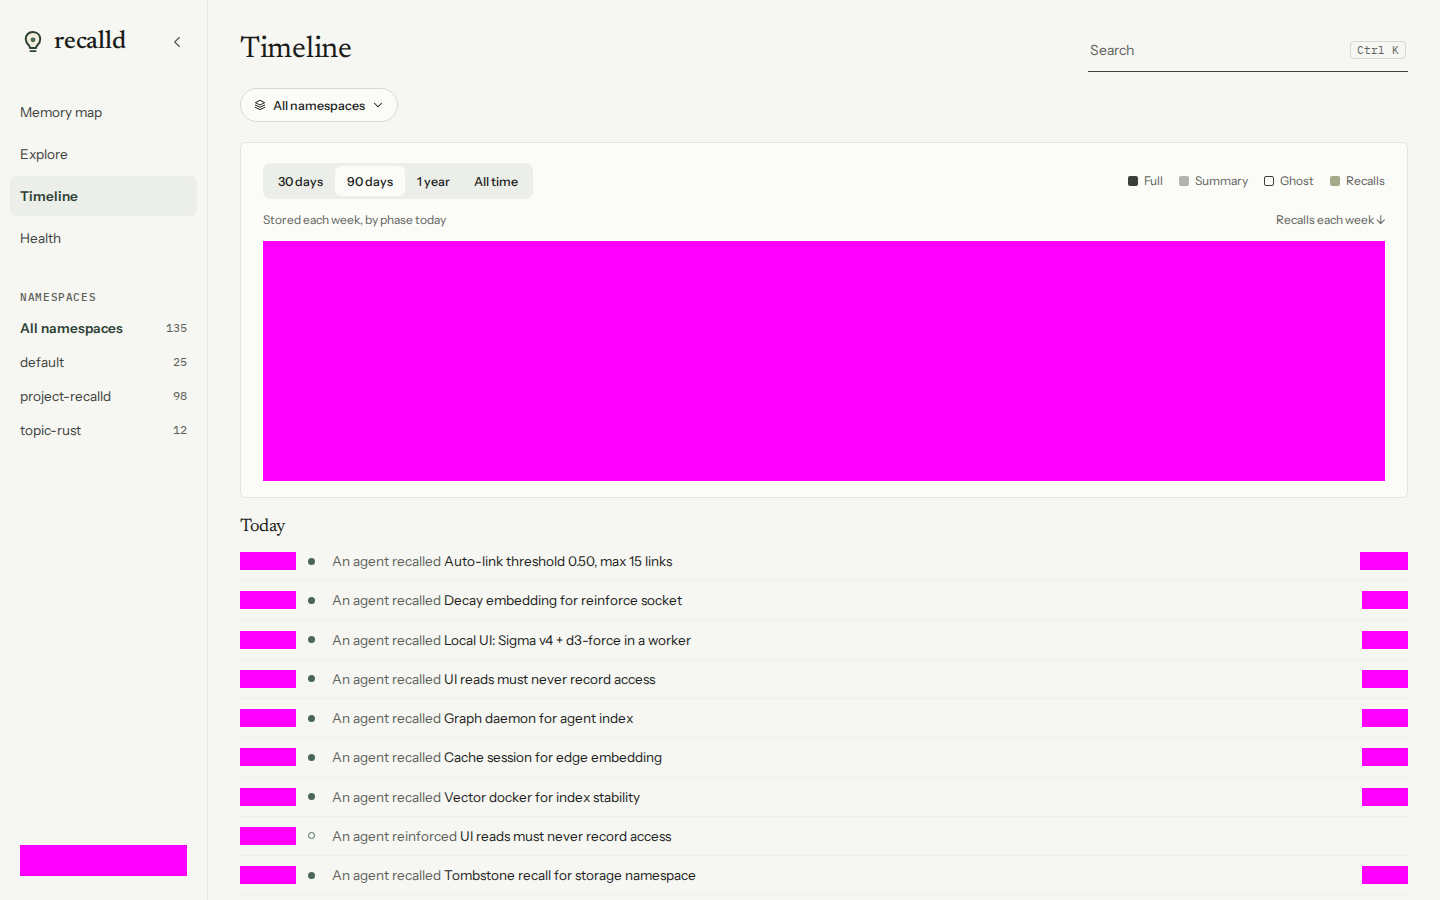 recalld
Timeline
Search
Ctrl K
Memory map
Explore
Timeline
Health
NAMESPACES
All namespaces 135
default 25
project-recalld 98
topic-rust 12
All namespaces
30 days 90 days 1 year All time
Full Summary Ghost Recalls
Stored each week, by phase today
Recalls each week ↓
Today
An agent recalled Auto-link threshold 0.50, max 15 links
An agent recalled Decay embedding for reinforce socket
An agent recalled Local UI: Sigma v4 + d3-force in a worker
An agent recalled UI reads must never record access
An agent recalled Graph daemon for agent index
An agent recalled Cache session for edge embedding
An agent recalled Vector docker for index stability
An agent reinforced UI reads must never record access
An agent recalled Tombstone recall for storage namespace